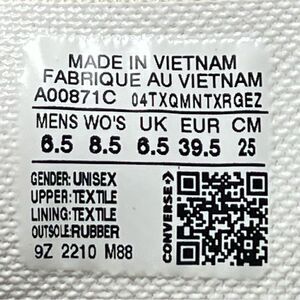 MADE IN VIETNAM
FABRIQUE AU VIETNAM
A00871C 04TXQMNTXRGEZ
MENS WO'S UK EUR CM
6.5 8.5 6.5 39.5 25
GENDER: UNISEX
UPPER: TEXTILE
LINING: TEXTILE
OUTSOLE: RUBBER
9Z 2210 M88
CONVERSE